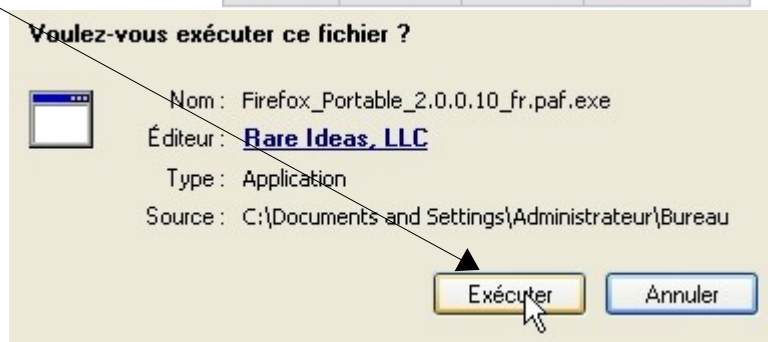 Voulez-vous exécuter ce fichier ?
Nom : Firefox_Portable_2.0.0.10_fr.paf.exe
Éditeur : Rare Ideas, LLC
Type : Application
Source : C:\Documents and Settings\Administrateur\Bureau
Exécuter Annuler